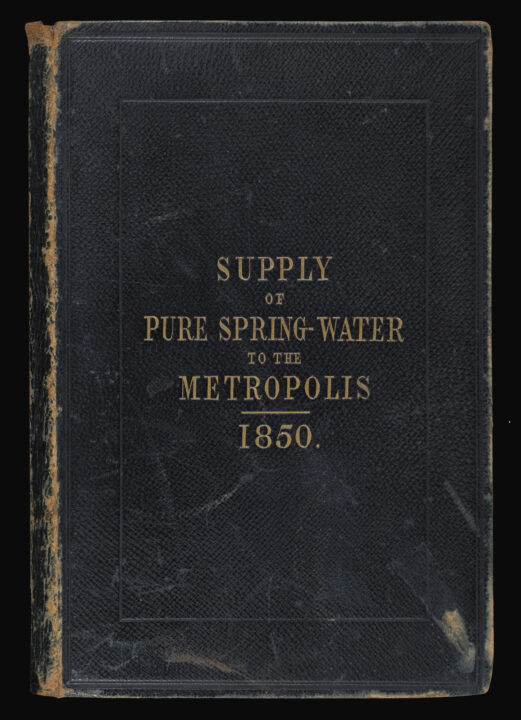 SUPPLY
OF
PURE SPRING-WATER
TO THE
METROPOLIS
1850.